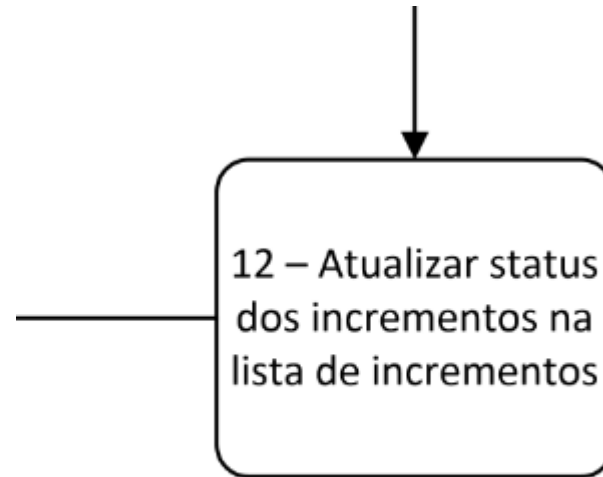 12 – Atualizar status
dos incrementos na
lista de incrementos